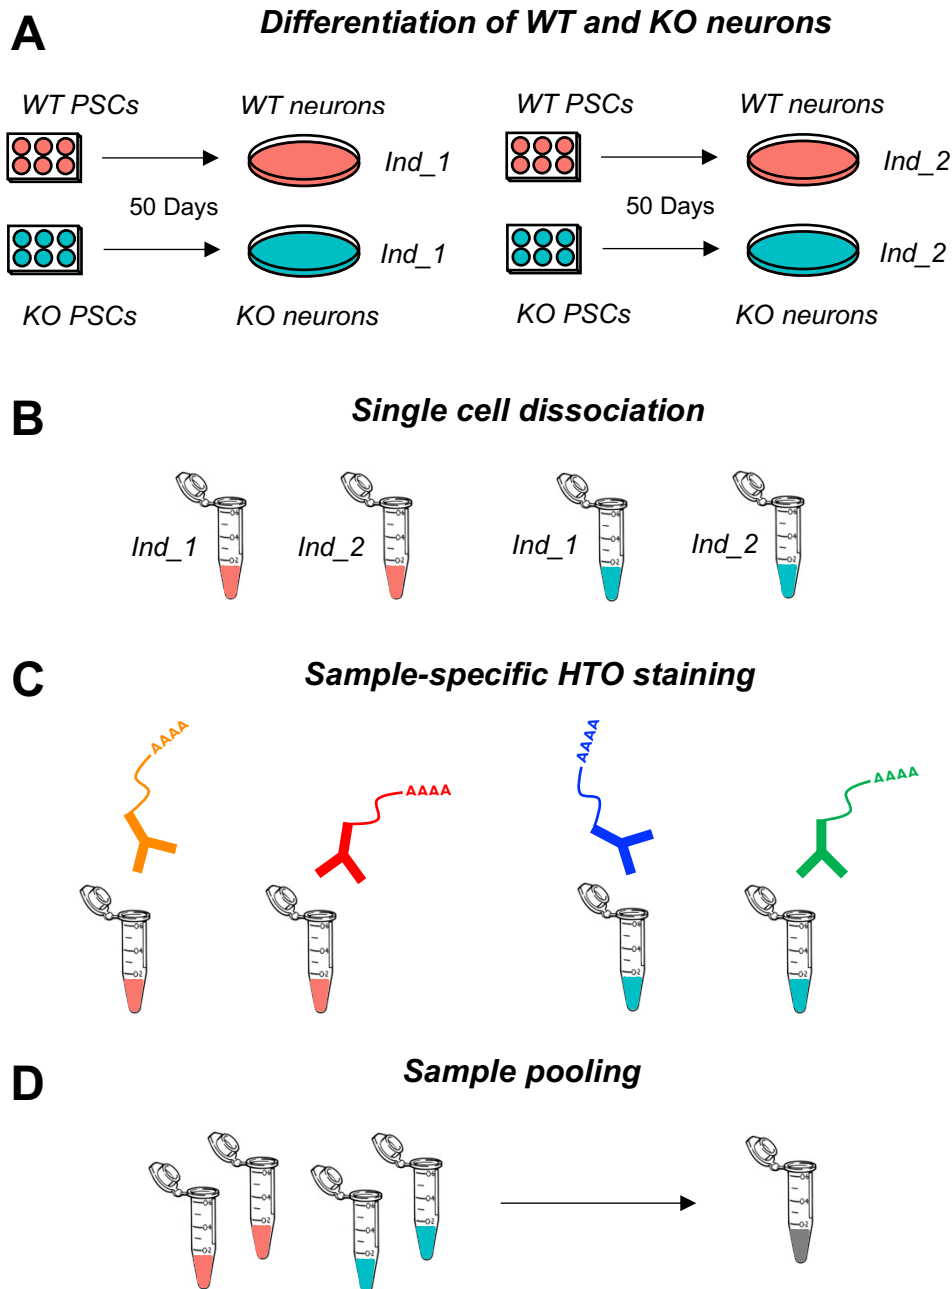 A
Differentiation of WT and KO neurons
WT PSCs
WT neurons
WT PSCs
WT neurons
Ind_1
Ind_2
50 Days
50 Days
Ind_1
Ind_2
KO PSCs
KO neurons
KO PSCs
KO neurons
B
Single cell dissociation
Ind_1
Ind_2
Ind_1
Ind_2
C
Sample-specific HTO staining
AAAA
AAAA
AAAA
AAAA
D
Sample pooling